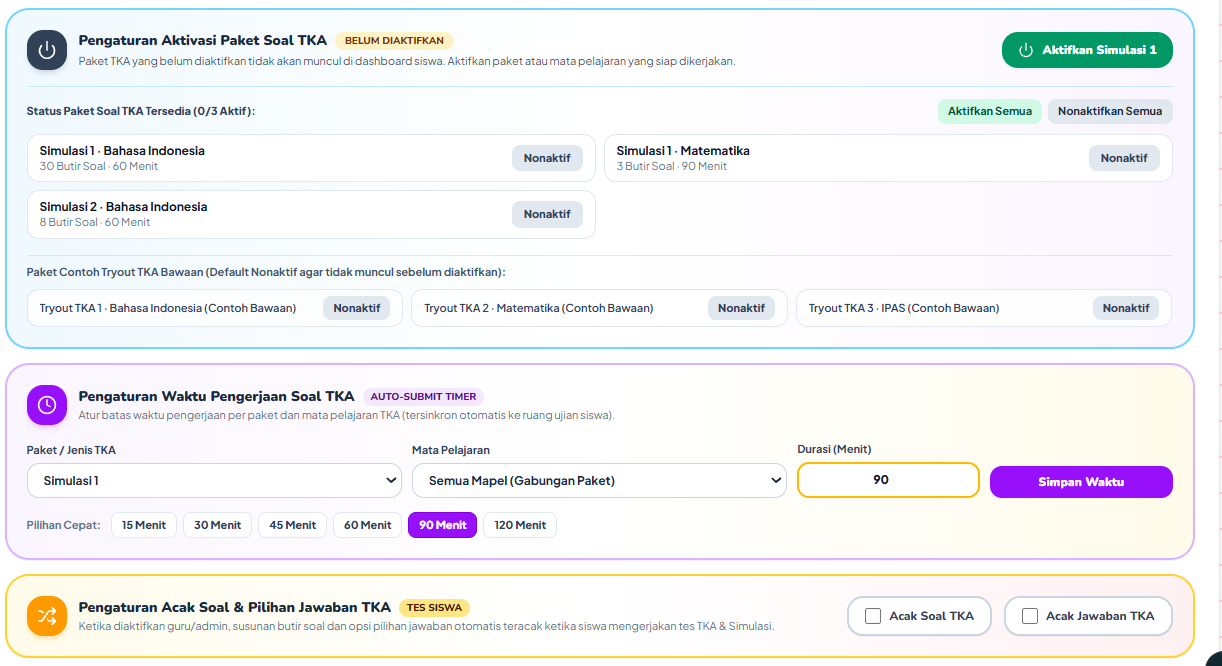 Pengaturan Aktivasi Paket Soal TKA BELUM DIAKTIFKAN
Paket TKA yang belum diaktifkan tidak akan muncul di dashboard siswa. Aktifkan paket atau mata pelajaran yang siap dikerjakan.
Aktifkan Simulasi 1
Status Paket Soal TKA Tersedia (0/3 Aktif):
Aktifkan Semua
Nonaktifkan Semua
Simulasi 1 · Bahasa Indonesia
30 Butir Soal · 60 Menit
Nonaktif
Simulasi 1 · Matematika
3 Butir Soal · 90 Menit
Nonaktif
Simulasi 2 · Bahasa Indonesia
8 Butir Soal · 60 Menit
Nonaktif
Paket Contoh Tryout TKA Bawaan (Default Nonaktif agar tidak muncul sebelum diaktifkan):
Tryout TKA 1 · Bahasa Indonesia (Contoh Bawaan)
Nonaktif
Tryout TKA 2 · Matematika (Contoh Bawaan)
Nonaktif
Tryout TKA 3 · IPAS (Contoh Bawaan)
Nonaktif
Pengaturan Waktu Pengerjaan Soal TKA AUTO-SUBMIT TIMER
Atur batas waktu pengerjaan per paket dan mata pelajaran TKA (tersinkron otomatis ke ruang ujian siswa).
Paket / Jenis TKA
Simulasi 1
Mata Pelajaran
Semua Mapel (Gabungan Paket)
Durasi (Menit)
90
Simpan Waktu
Pilihan Cepat:
15 Menit
30 Menit
45 Menit
60 Menit
90 Menit
120 Menit
Pengaturan Acak Soal & Pilihan Jawaban TKA TES SISWA
Ketika diaktifkan guru/admin, susunan butir soal dan opsi pilihan jawaban otomatis teracak ketika siswa mengerjakan tes TKA & Simulasi.
Acak Soal TKA
Acak Jawaban TKA